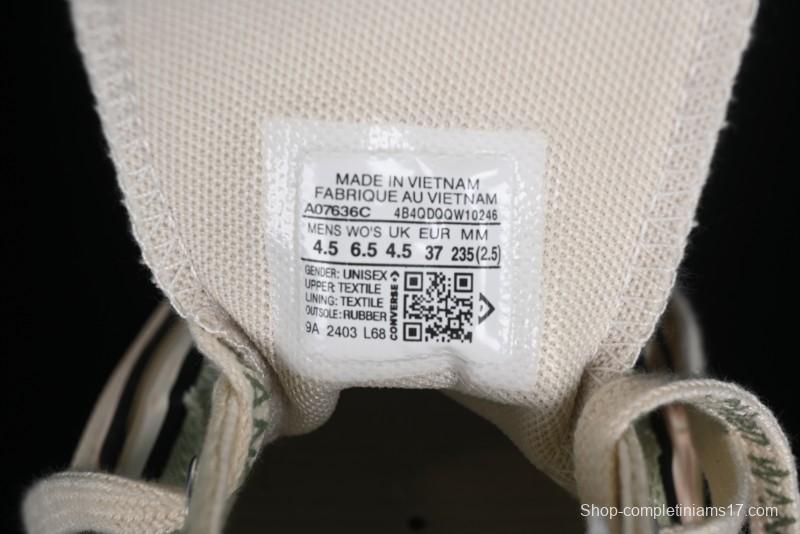 MADE IN VIETNAM
FABRIQUE AU VIETNAM
A07636C 4B4QDQQW10246
MENS WO'S UK EUR MM
4.5 6.5 4.5 37 235(2.5)
GENDER: UNISEX
UPPER: TEXTILE
LINING: TEXTILE
OUTSOLE: RUBBER
9A 2403 L68
CONVERSE
Shop-completiniams17.com